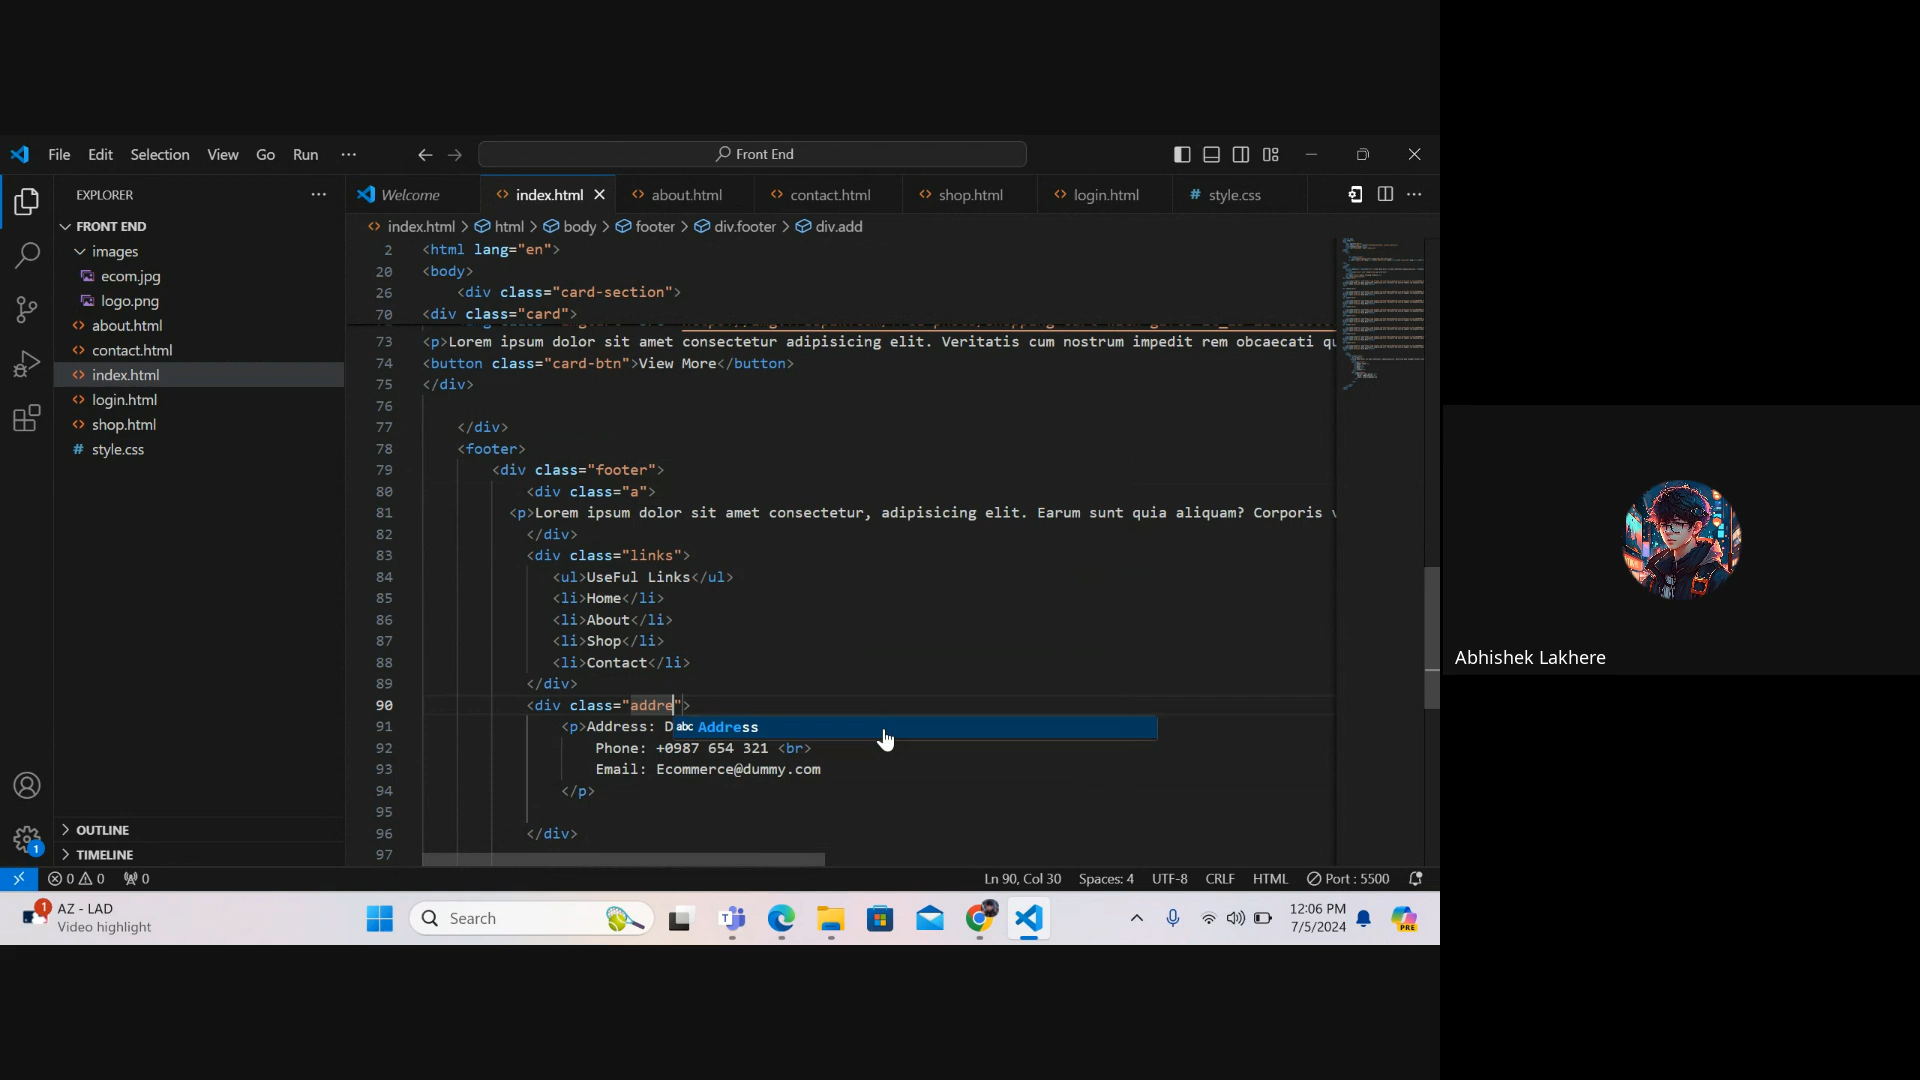 File Edit Selection View Go Run ··· Front End
EXPLORER ···
Welcome index.html about.html contact.html shop.html login.html # style.css ···
FRONT END
images
ecom.jpg
logo.png
about.html
contact.html
index.html
login.html
shop.html
# style.css
OUTLINE
TIMELINE
index.html > html > body > footer > div.footer > div.add
2 <html lang="en">
20 <body>
26 <div class="card-section">
70 <div class="card">
73 <p>Lorem ipsum dolor sit amet consectetur adipisicing elit. Veritatis cum nostrum impedit rem obcaecati qu
74 <button class="card-btn">View More</button>
75 </div>
76
77 </div>
78 <footer>
79 <div class="footer">
80 <div class="a">
81 <p>Lorem ipsum dolor sit amet consectetur, adipisicing elit. Earum sunt quia aliquam? Corporis v
82 </div>
83 <div class="links">
84 <ul>UseFul Links</ul>
85 <li>Home</li>
86 <li>About</li>
87 <li>Shop</li>
88 <li>Contact</li>
89 </div>
90 <div class="addre">
91 <p>Address: D abc Address
92 Phone: +0987 654 321 <br>
93 Email: Ecommerce@dummy.com
94 </p>
95
96 </div>
97
1
0 0 0 Ln 90, Col 30 Spaces: 4 UTF-8 CRLF HTML Port : 5500
1 AZ - LAD
Video highlight
Search
12:06 PM
7/5/2024
PRE
Abhishek Lakhere